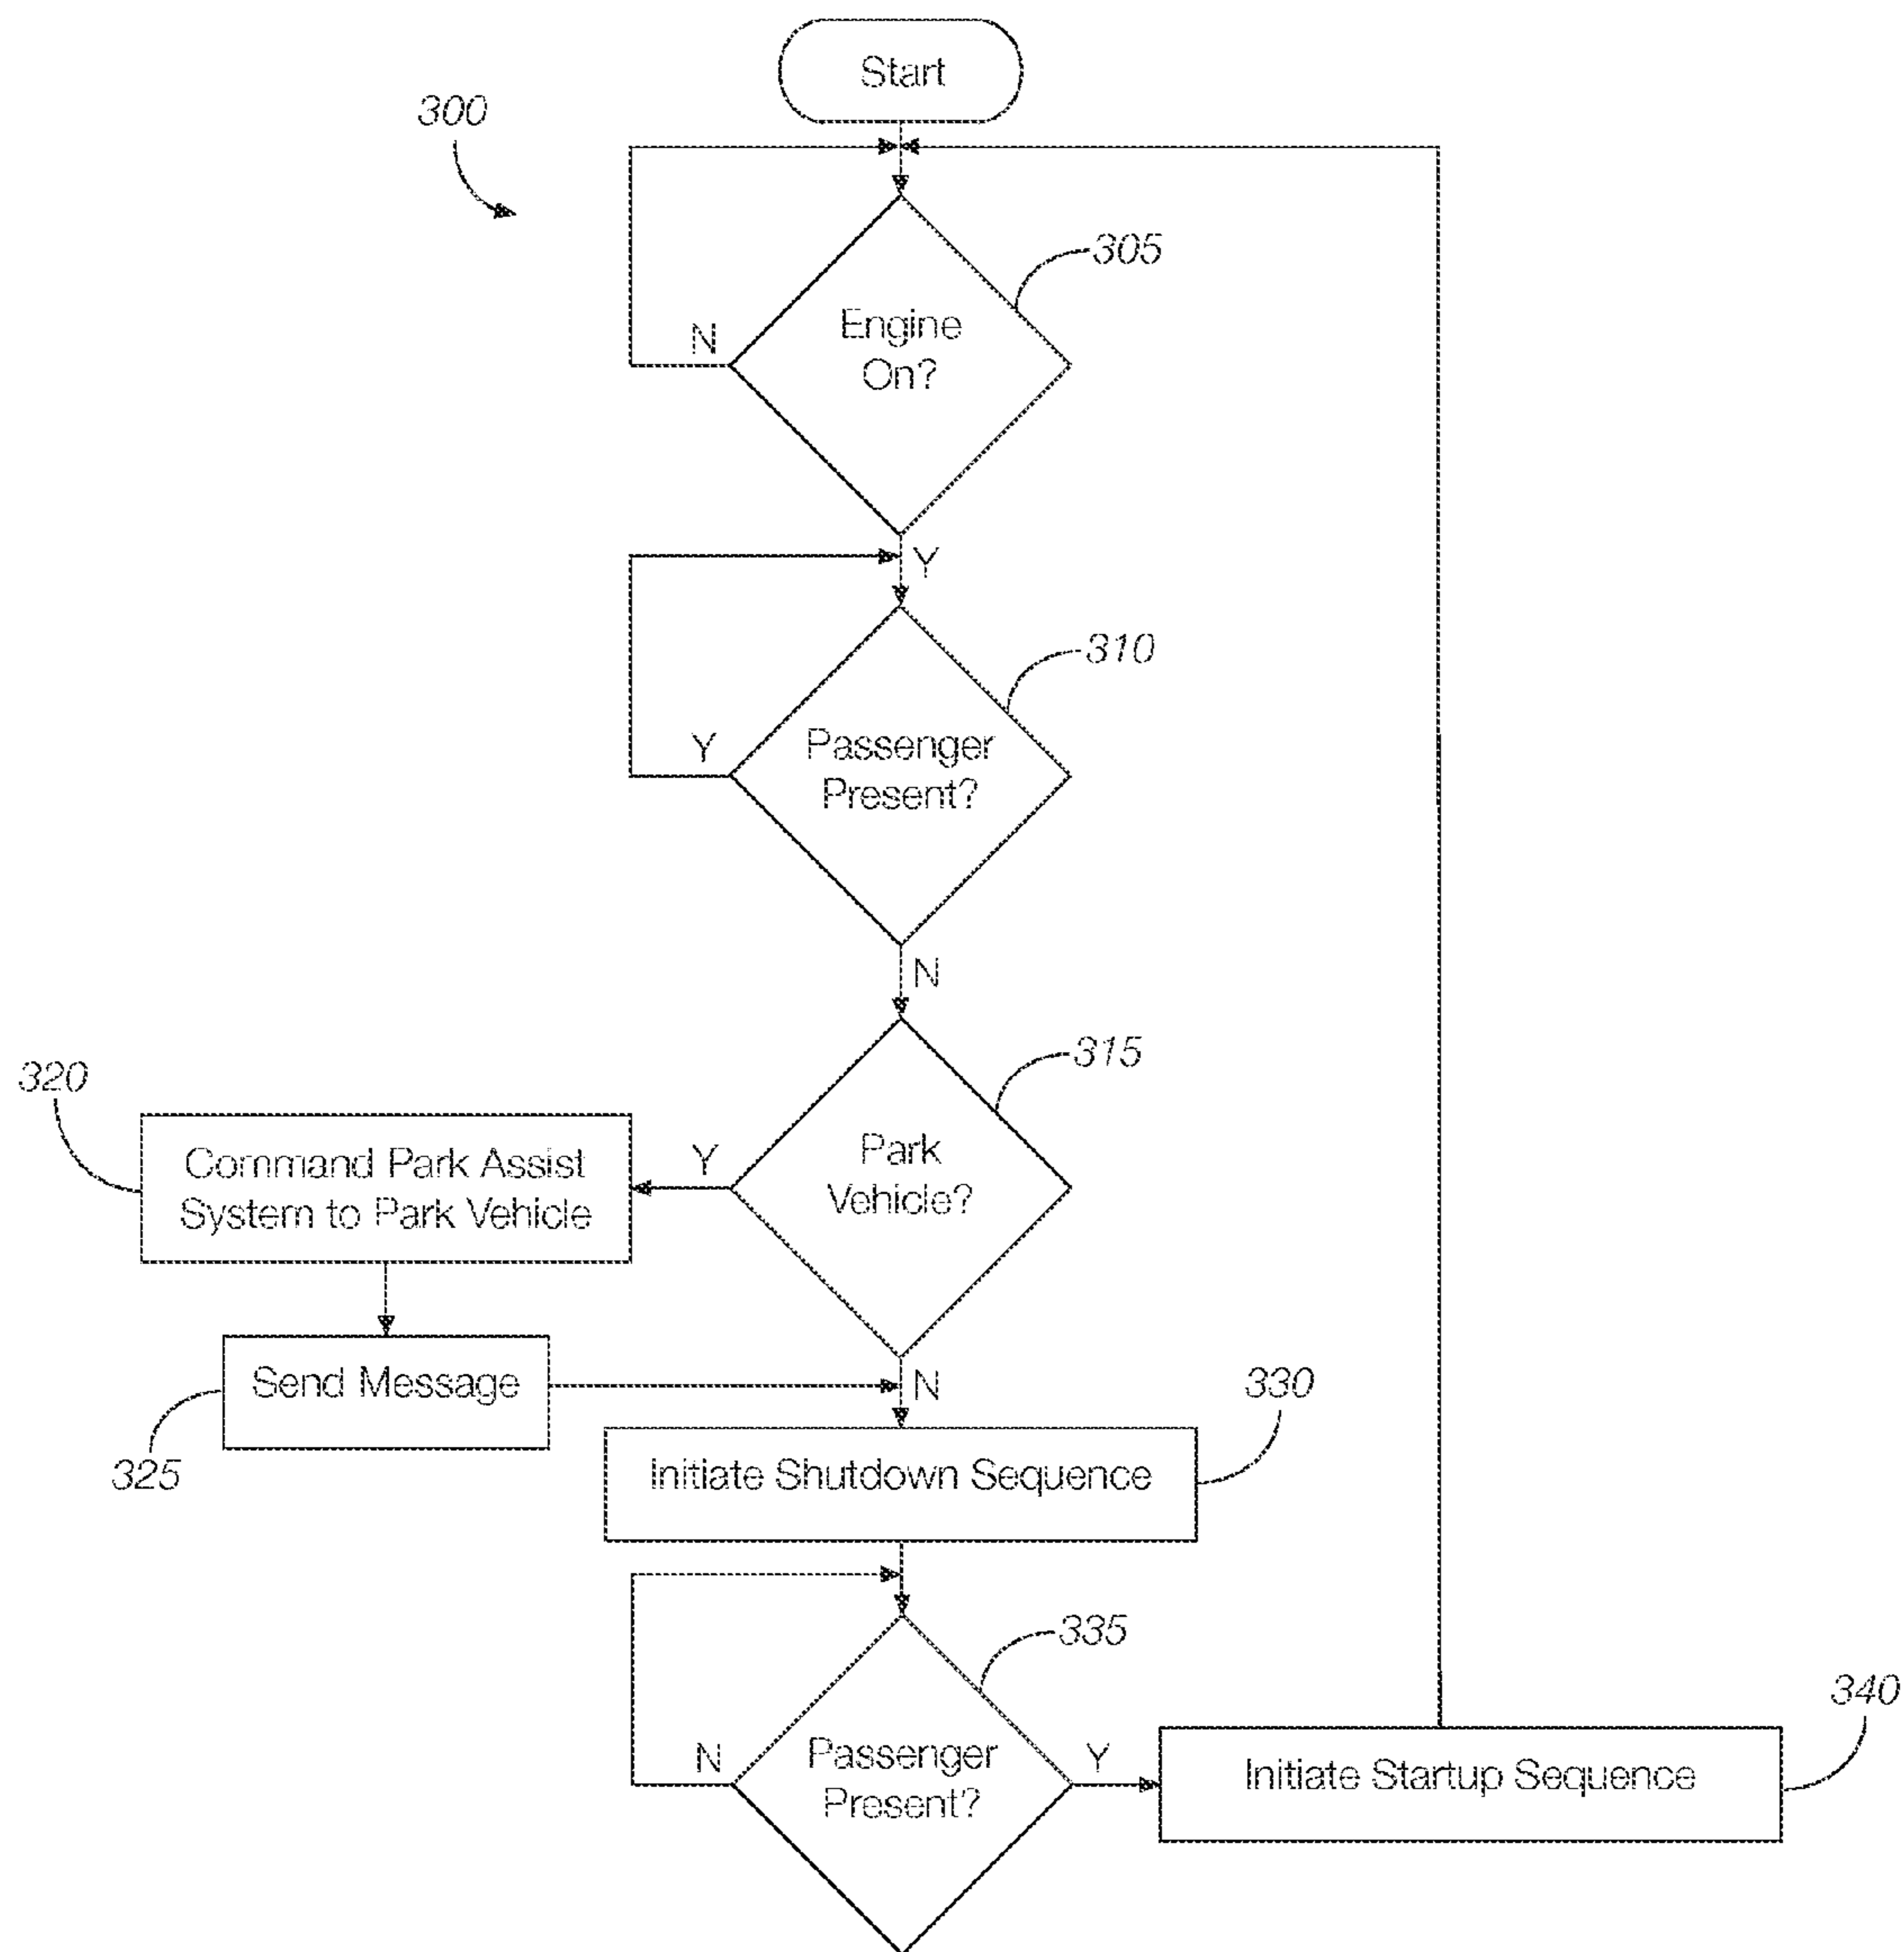 Start
300
305
Engine
On?
N
Y
310
Passenger
Present?
Y
N
315
Park
Vehicle?
Y
N
320
Command Park Assist
System to Park Vehicle
Send Message
325
330
Initiate Shutdown Sequence
335
Passenger
Present?
N
Y
340
Initiate Startup Sequence